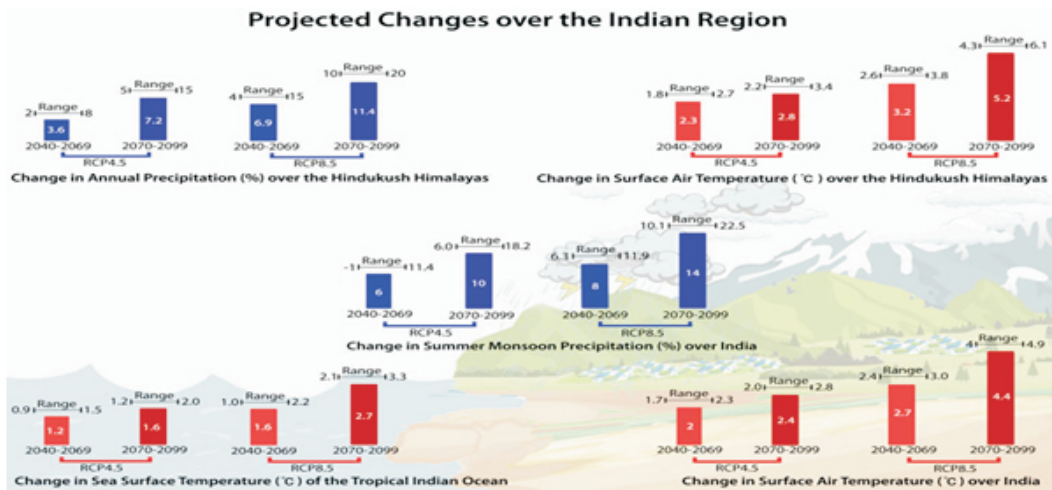 Projected Changes over the Indian Region
2 Range 8
3.6
2040-2069
5 Range 15
7.2
2070-2099
RCP4.5
4 Range 15
6.9
2040-2069
10 Range 20
11.4
2070-2099
RCP8.5
Change in Annual Precipitation (%) over the Hindukush Himalayas
1.8 Range 2.7
2.3
2040-2069
2.2 Range 3.4
2.8
2070-2099
RCP4.5
2.6 Range 3.8
3.2
2040-2069
4.3 Range 6.1
5.2
2070-2099
RCP8.5
Change in Surface Air Temperature (℃) over the Hindukush Himalayas
-1 Range 11.4
6
2040-2069
6.0 Range 18.2
10
2070-2099
RCP4.5
6.3 Range 11.9
8
2040-2069
10.1 Range 22.5
14
2070-2099
RCP8.5
Change in Summer Monsoon Precipitation (%) over India
0.9 Range 1.5
1.2
2040-2069
1.2 Range 2.0
1.6
2070-2099
RCP4.5
1.0 Range 2.2
1.6
2040-2069
2.1 Range 3.3
2.7
2070-2099
RCP8.5
Change in Sea Surface Temperature (℃) of the Tropical Indian Ocean
1.7 Range 2.3
2
2040-2069
2.0 Range 2.8
2.4
2070-2099
RCP4.5
2.4 Range 3.0
2.7
2040-2069
4 Range 4.9
4.4
2070-2099
RCP8.5
Change in Surface Air Temperature (℃) over India